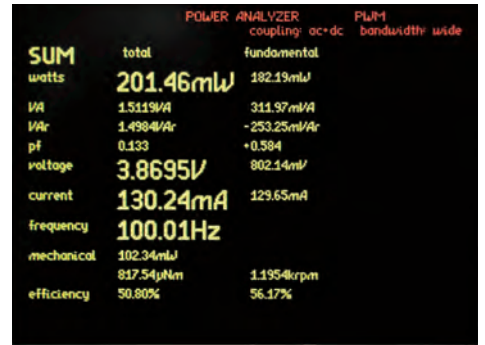 POWER ANALYZER PWM
coupling: ac+dc bandwidth: wide
SUM total fundamental
watts 201.46mW 182.19mW
VA 1.5119VA 311.97mVA
VAr 1.4984VAr -253.25mVAr
pf 0.133 +0.584
voltage 3.8695V 802.14mV
current 130.24mA 129.65mA
frequency 100.01Hz
mechanical 102.34mW
817.54µNm 1.1954krpm
efficiency 50.80% 56.17%